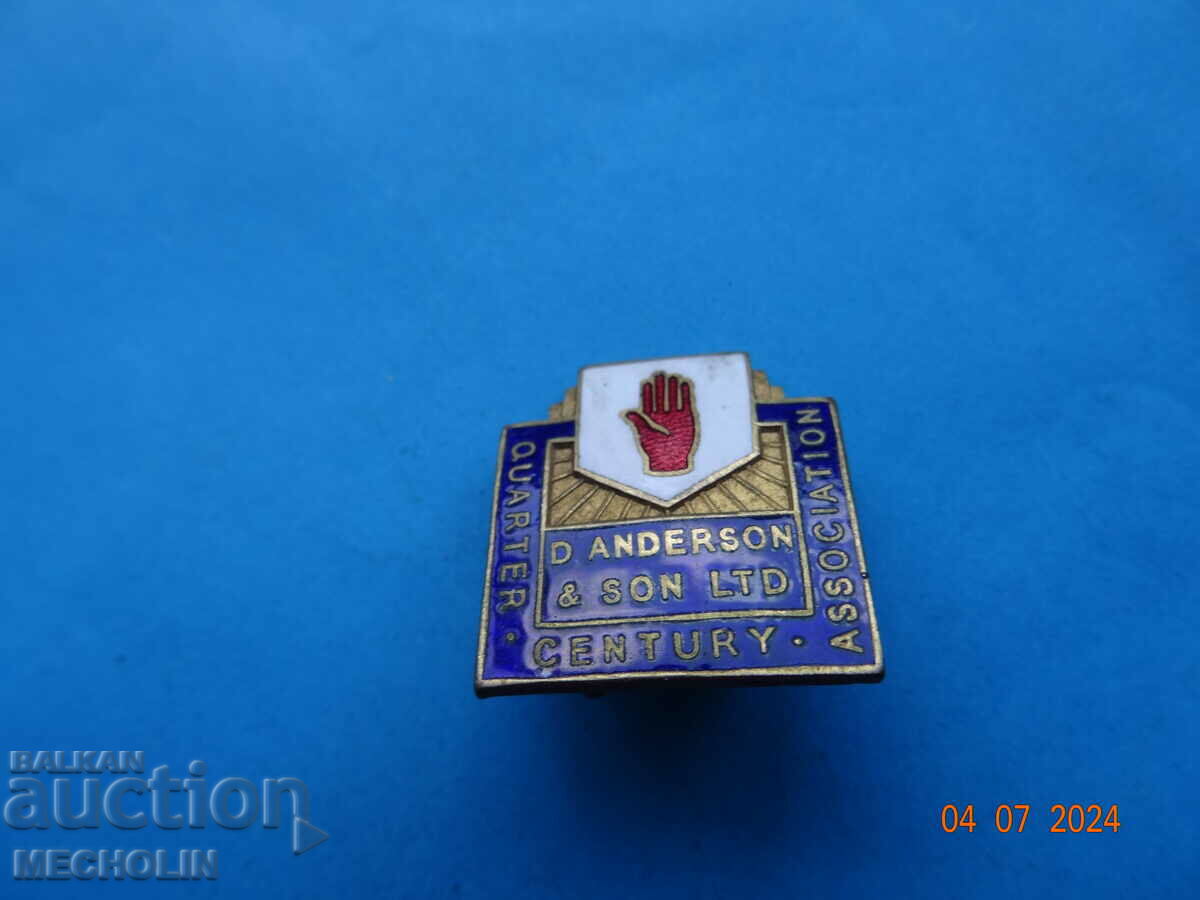 D. ANDERSON
& SON LTD
QUARTER · CENTURY · ASSOCIATION
BALKAN
auction
MECHOLIN
04 07 2024